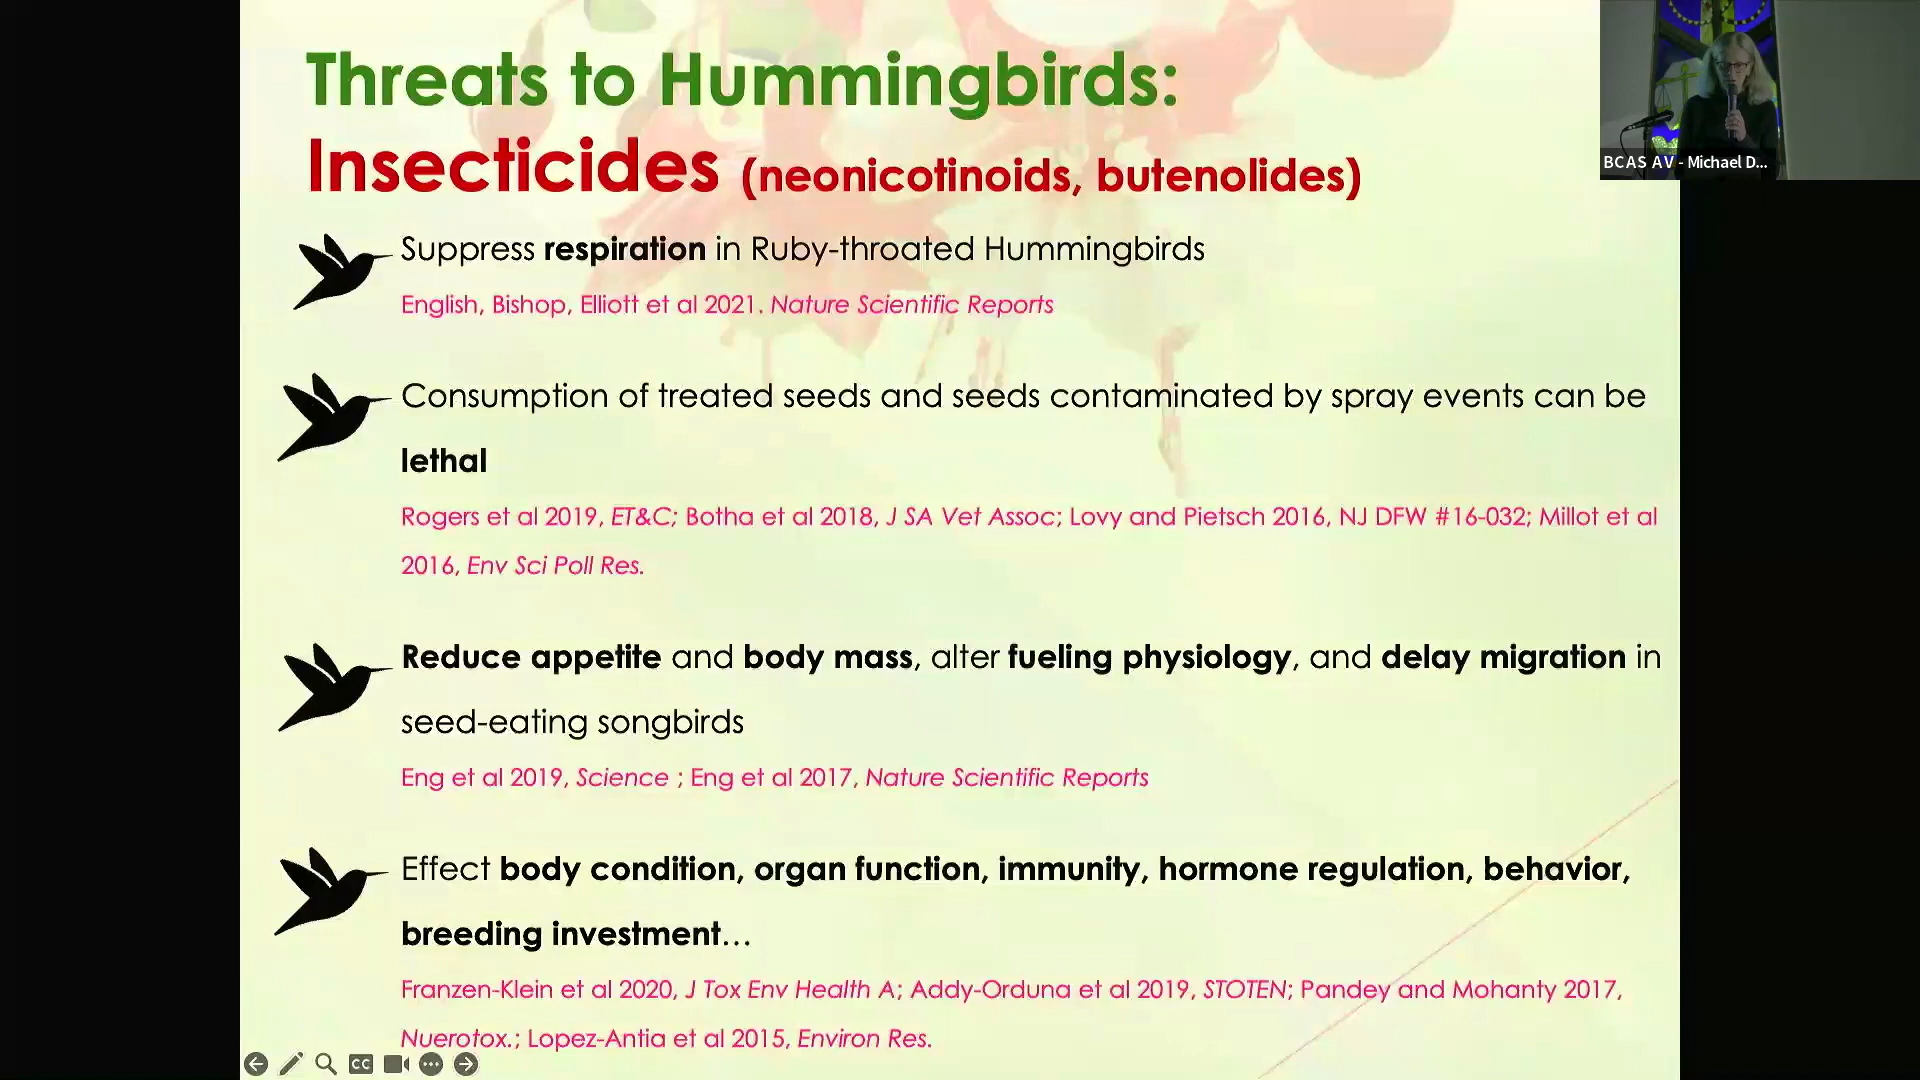 Threats to Hummingbirds:
Insecticides (neonicotinoids, butenolides)
BCAS AV - Michael D...
Suppress respiration in Ruby-throated Hummingbirds
English, Bishop, Elliott et al 2021. Nature Scientific Reports
Consumption of treated seeds and seeds contaminated by spray events can be
lethal
Rogers et al 2019, ET&C; Botha et al 2018, J SA Vet Assoc; Lovy and Pietsch 2016, NJ DFW #16-032; Millot et al
2016, Env Sci Poll Res.
Reduce appetite and body mass, alter fueling physiology, and delay migration in
seed-eating songbirds
Eng et al 2019, Science ; Eng et al 2017, Nature Scientific Reports
Effect body condition, organ function, immunity, hormone regulation, behavior,
breeding investment...
Franzen-Klein et al 2020, J Tox Env Health A; Addy-Orduna et al 2019, STOTEN; Pandey and Mohanty 2017,
Nuerotox.; Lopez-Antia et al 2015, Environ Res.
CC